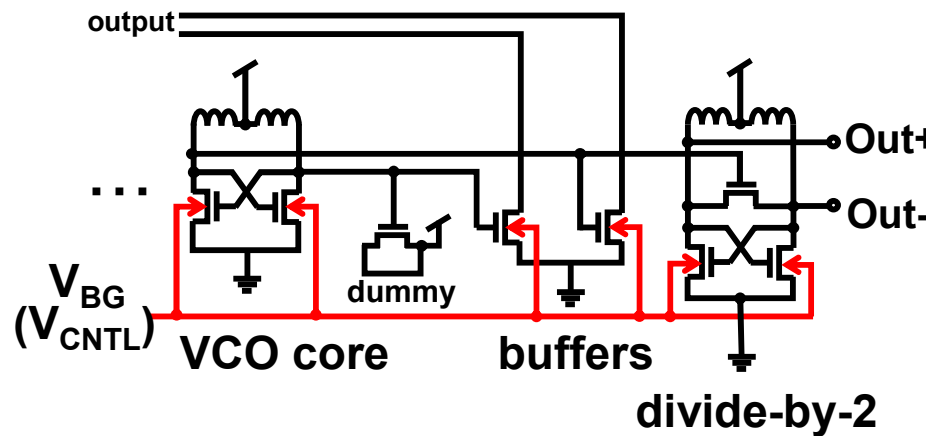 output
Out+
Out-
...
dummy
V_BG
(V_CNTL)
VCO core
buffers
divide-by-2